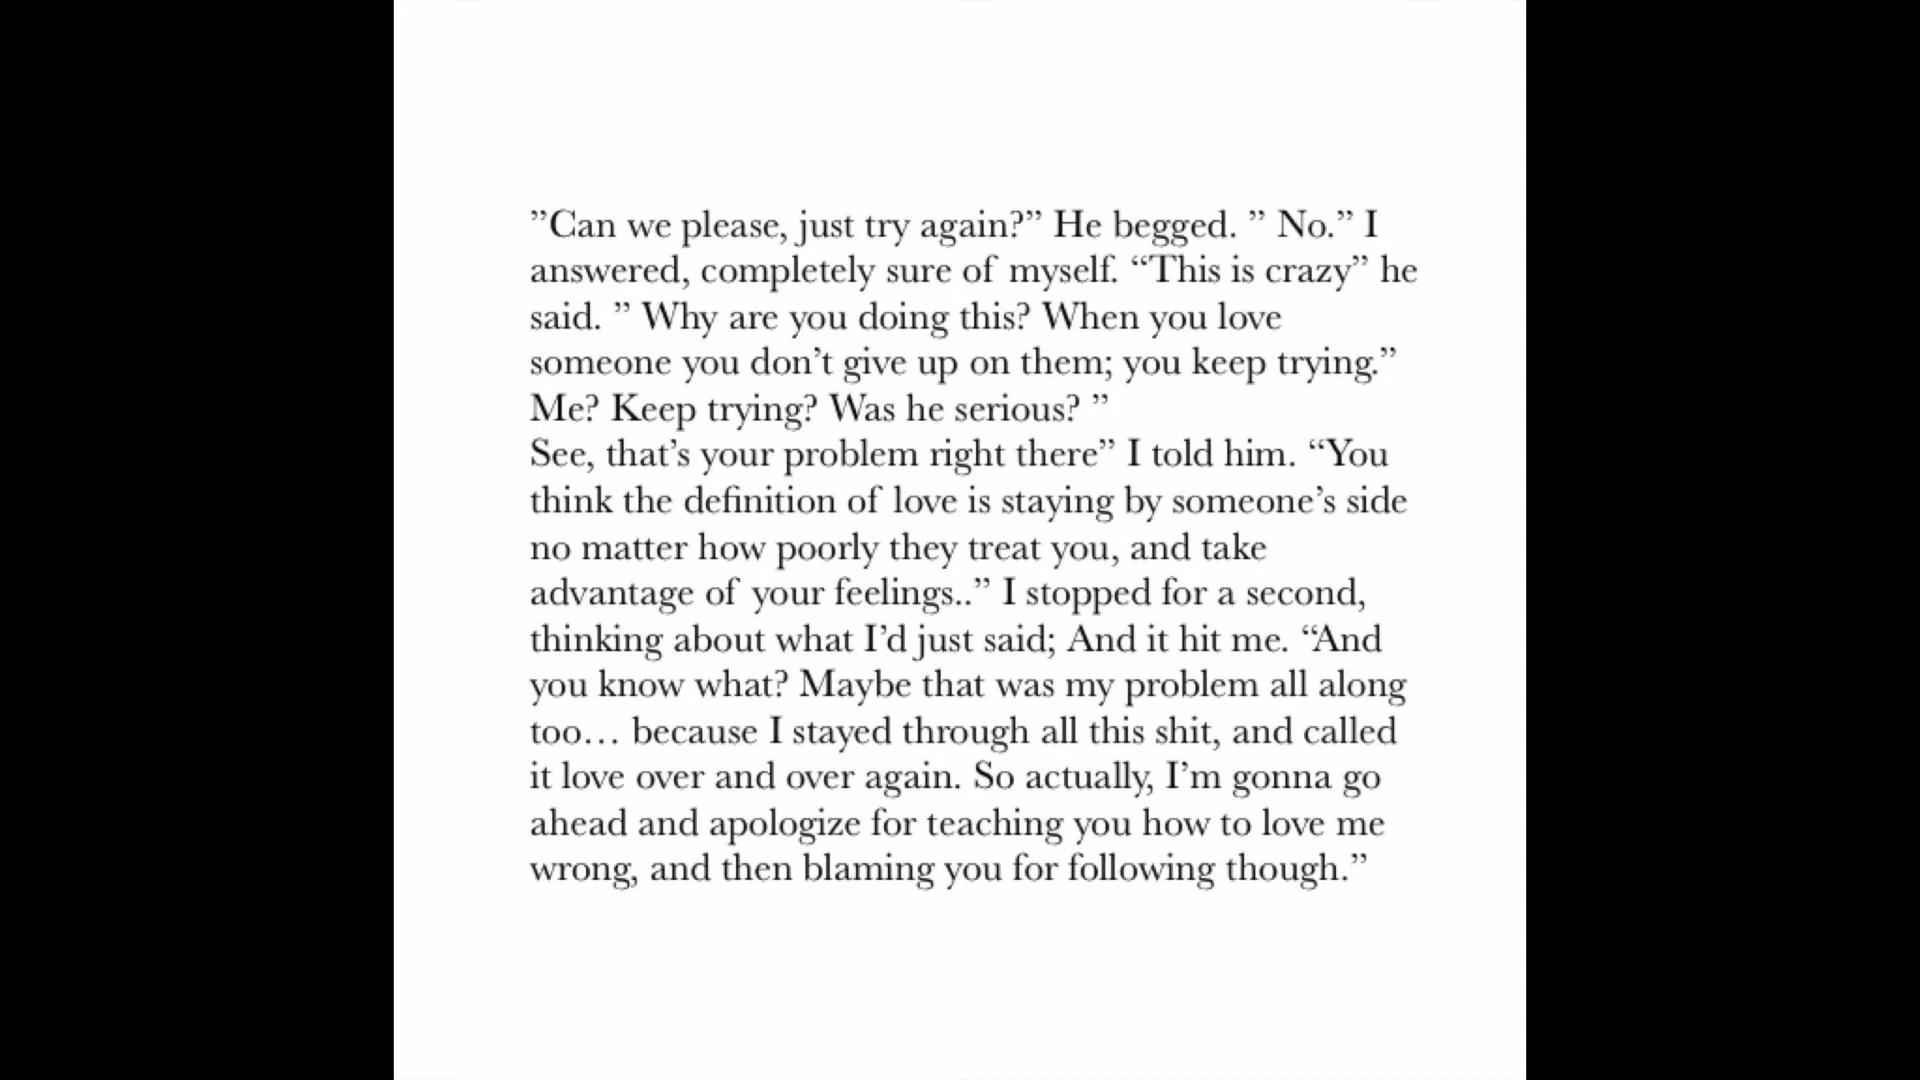 ”Can we please, just try again?” He begged. ” No.” I
answered, completely sure of myself. “This is crazy” he
said. ” Why are you doing this? When you love
someone you don’t give up on them; you keep trying.”
Me? Keep trying? Was he serious? ”
See, that’s your problem right there” I told him. “You
think the definition of love is staying by someone’s side
no matter how poorly they treat you, and take
advantage of your feelings..” I stopped for a second,
thinking about what I’d just said; And it hit me. “And
you know what? Maybe that was my problem all along
too… because I stayed through all this shit, and called
it love over and over again. So actually, I’m gonna go
ahead and apologize for teaching you how to love me
wrong, and then blaming you for following though.”